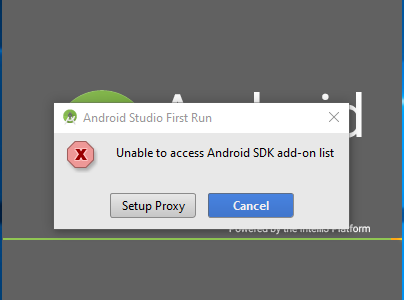 Android
Android Studio First Run
Unable to access Android SDK add-on list
Setup Proxy
Cancel
Powered by the IntelliJ Platform